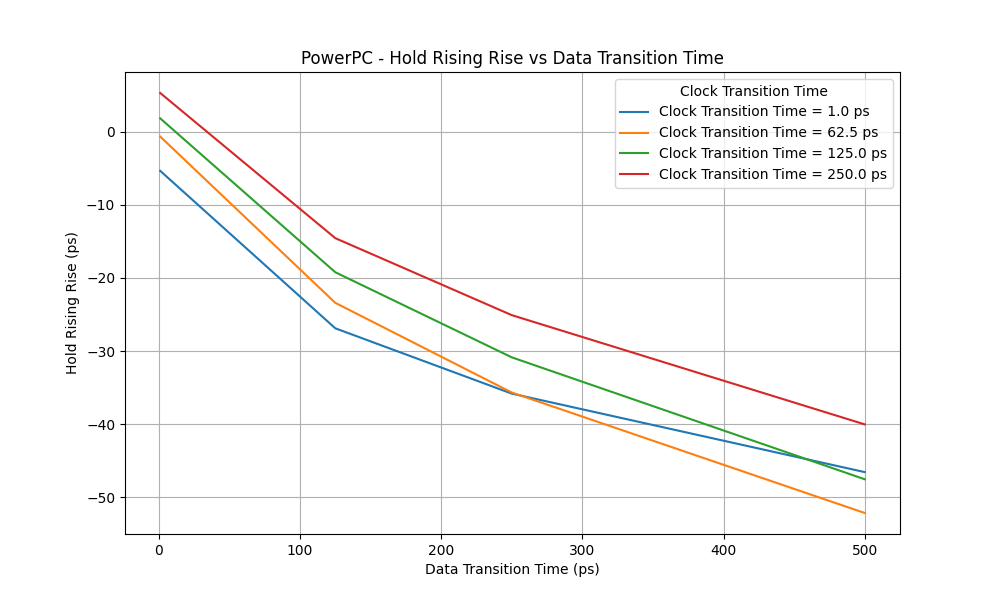 PowerPC - Hold Rising Rise vs Data Transition Time
Clock Transition Time
Clock Transition Time = 1.0 ps
Clock Transition Time = 62.5 ps
Clock Transition Time = 125.0 ps
Clock Transition Time = 250.0 ps
Hold Rising Rise (ps)
0
−10
−20
−30
−40
−50
0 100 200 300 400 500
Data Transition Time (ps)